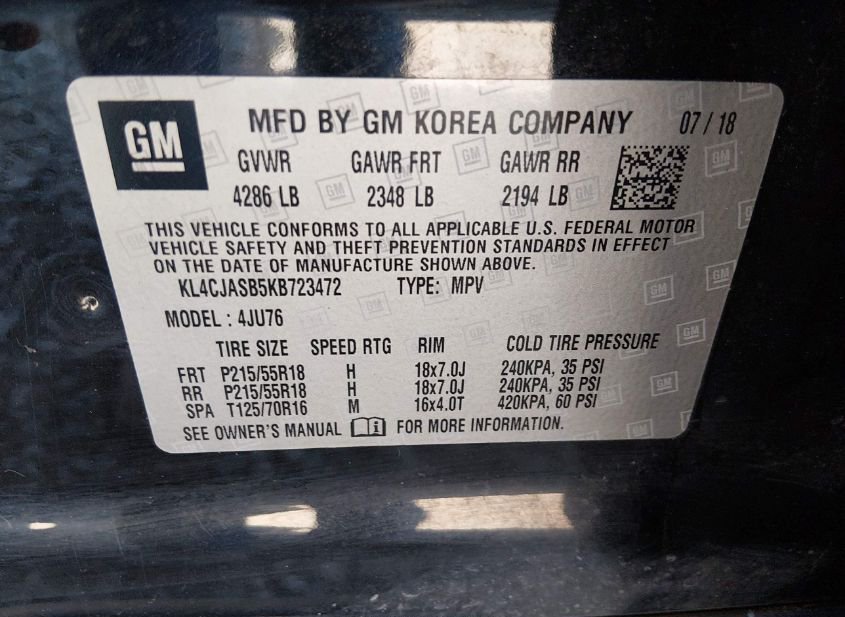 GM MFD BY GM KOREA COMPANY 07/18
GVWR GAWR FRT GAWR RR
4286 LB 2348 LB 2194 LB
THIS VEHICLE CONFORMS TO ALL APPLICABLE U.S. FEDERAL MOTOR
VEHICLE SAFETY AND THEFT PREVENTION STANDARDS IN EFFECT
ON THE DATE OF MANUFACTURE SHOWN ABOVE.
KL4CJASB5KB723472 TYPE: MPV
MODEL : 4JU76
TIRE SIZE SPEED RTG RIM COLD TIRE PRESSURE
FRT P215/55R18 H 18x7.0J 240KPA, 35 PSI
RR P215/55R18 H 18x7.0J 240KPA, 35 PSI
SPA T125/70R16 M 16x4.0T 420KPA, 60 PSI
SEE OWNER'S MANUAL FOR MORE INFORMATION.